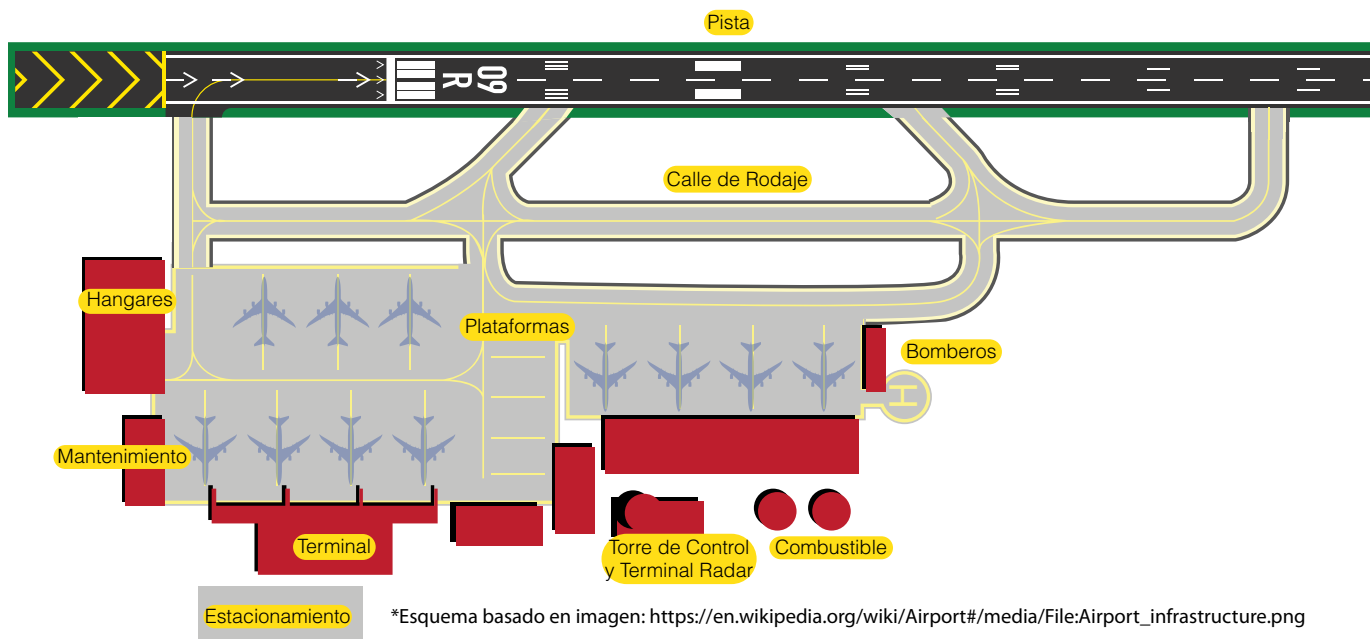 Pista
09
R
Calle de Rodaje
Hangares
Plataformas
Bomberos
H
Mantenimiento
Terminal
Torre de Control
y Terminal Radar
Combustible
Estacionamiento
*Esquema basado en imagen: https://en.wikipedia.org/wiki/Airport#/media/File:Airport_infrastructure.png